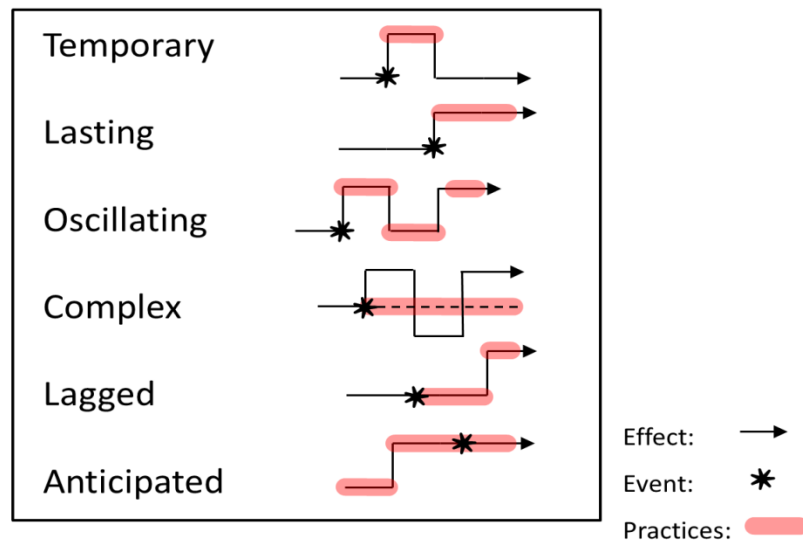 Temporary
Lasting
Oscillating
Complex
Lagged
Anticipated
Effect:
Event:
Practices: